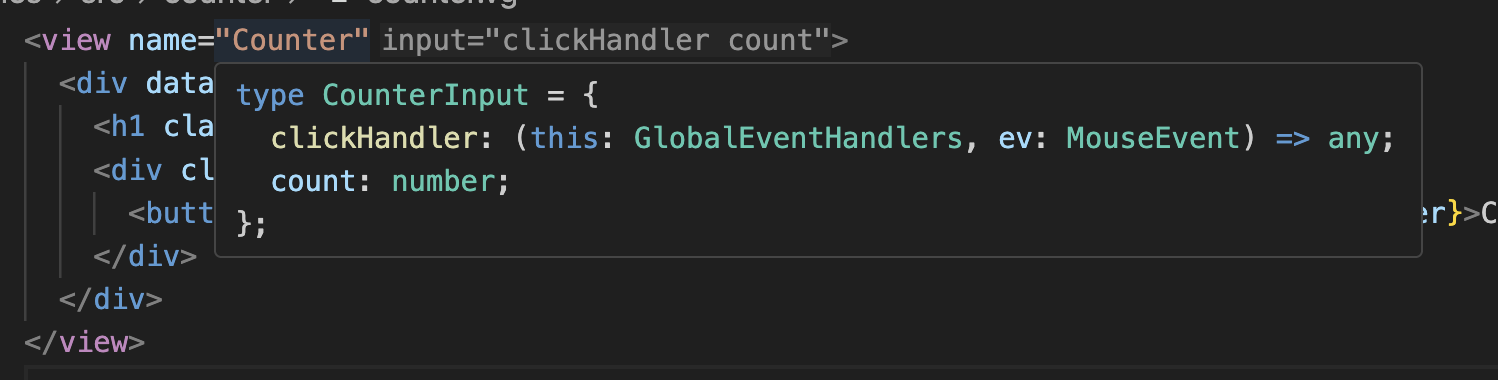 <view name="Counter" input="clickHandler count">
<div data
type CounterInput = {
<h1 cla
clickHandler: (this: GlobalEventHandlers, ev: MouseEvent) => any;
<div cl
count: number;
<butt
};
er}>C
</div>
</div>
</view>